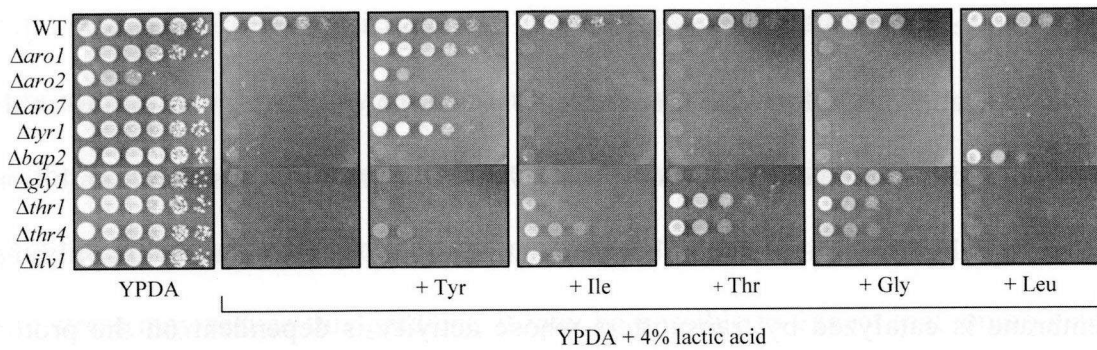 WT
Δaro1
Δaro2
Δaro7
Δtyr1
Δbap2
Δgly1
Δthr1
Δthr4
Δilv1
YPDA
+ Tyr
+ Ile
+ Thr
+ Gly
+ Leu
YPDA + 4% lactic acid